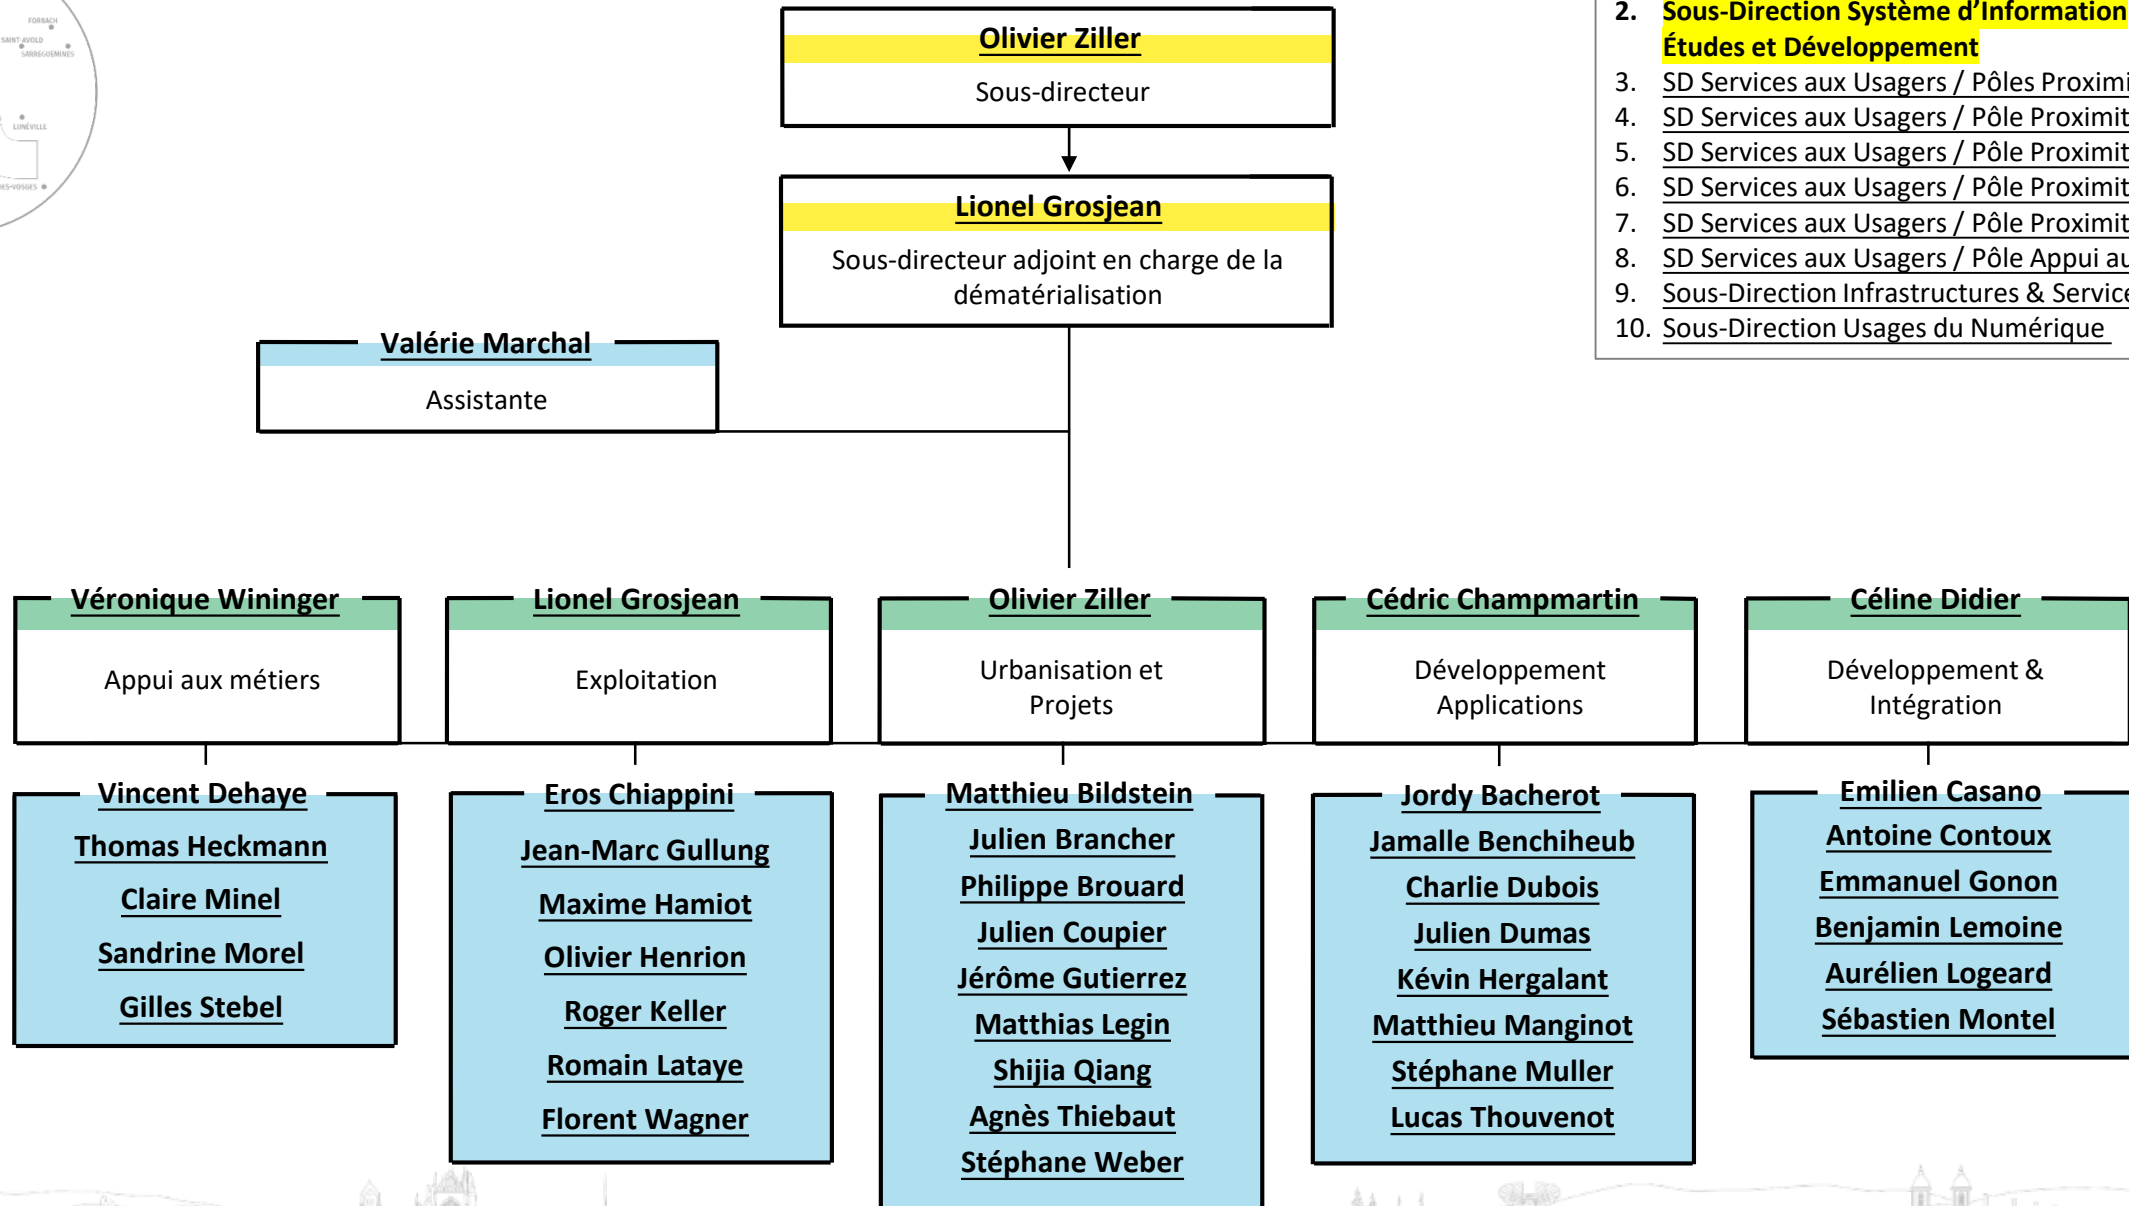 FORBACH
SAINT-AVOLD
SARREGUEMINES
LUNÉVILLE
DES-VOSGES
Olivier Ziller
Sous-directeur
Lionel Grosjean
Sous-directeur adjoint en charge de la
dématérialisation
Valérie Marchal
Assistante
2. Sous-Direction Système d’Information
Études et Développement
3. SD Services aux Usagers / Pôles Proximi
4. SD Services aux Usagers / Pôle Proximit
5. SD Services aux Usagers / Pôle Proximit
6. SD Services aux Usagers / Pôle Proximit
7. SD Services aux Usagers / Pôle Proximit
8. SD Services aux Usagers / Pôle Appui au
9. Sous-Direction Infrastructures & Service
10. Sous-Direction Usages du Numérique
Véronique Wininger
Appui aux métiers
Vincent Dehaye
Thomas Heckmann
Claire Minel
Sandrine Morel
Gilles Stebel
Lionel Grosjean
Exploitation
Eros Chiappini
Jean-Marc Gullung
Maxime Hamiot
Olivier Henrion
Roger Keller
Romain Lataye
Florent Wagner
Olivier Ziller
Urbanisation et
Projets
Matthieu Bildstein
Julien Brancher
Philippe Brouard
Julien Coupier
Jérôme Gutierrez
Matthias Legin
Shijia Qiang
Agnès Thiebaut
Stéphane Weber
Cédric Champmartin
Développement
Applications
Jordy Bacherot
Jamalle Benchiheub
Charlie Dubois
Julien Dumas
Kévin Hergalant
Matthieu Manginot
Stéphane Muller
Lucas Thouvenot
Céline Didier
Développement &
Intégration
Emilien Casano
Antoine Contoux
Emmanuel Gonon
Benjamin Lemoine
Aurélien Logeard
Sébastien Montel